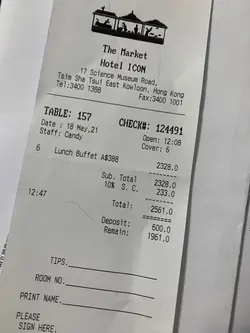 The Market
Hotel ICON
17 Science Museum Road,
Tsim Sha Tsui East Kowloon, Hong Kong
Tel:3400 1388 Fax:3400 1001
TABLE: 157 CHECK#: 124491
Date : 18 May.21 Open: 12:08
Staff: Candy Cover: 6
6 Lunch Buffet A$388 2328.0
Sub. Total 2328.0
10% S. C. 233.0
Total: 2561.0
12:47
Deposit: 600.0
Remain: 1961.0
TIPS
ROOM NO.
PRINT NAME
PLEASE
SIGN HERE